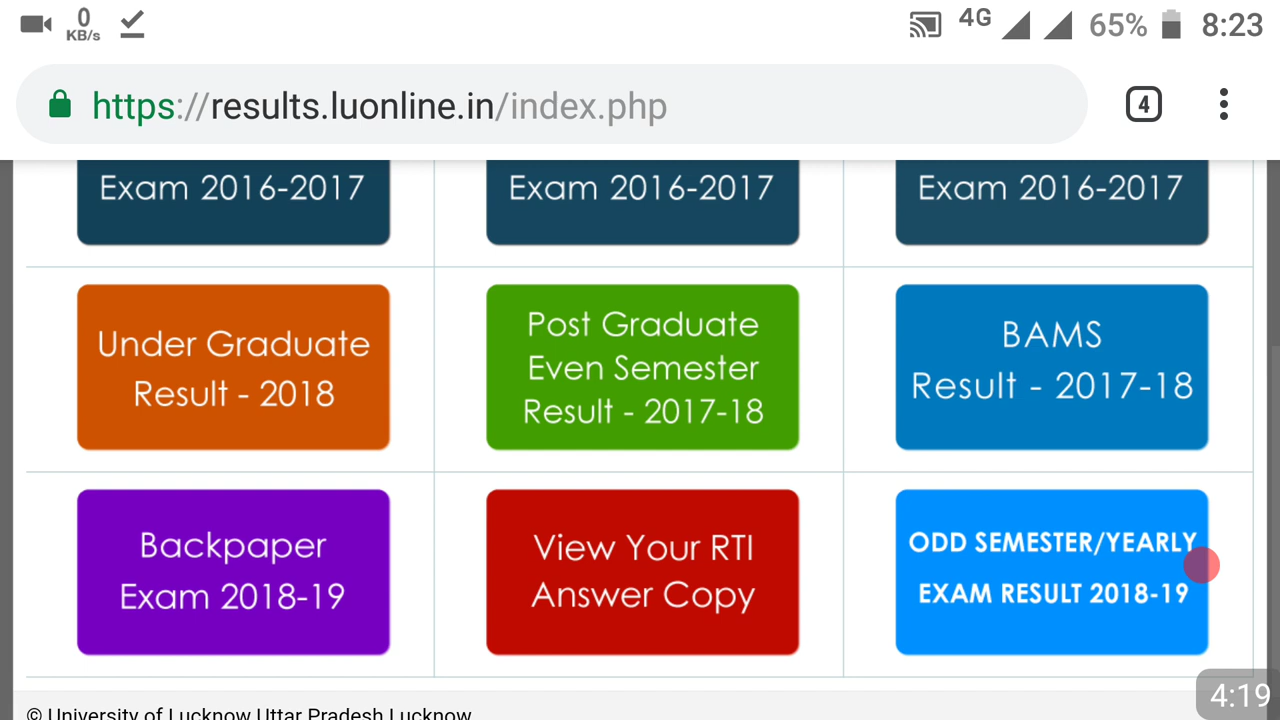 0 KB/s 4G 65% 8:23
https://results.luonline.in/index.php 4
Exam 2016-2017 Exam 2016-2017 Exam 2016-2017
Under Graduate
Result - 2018
Post Graduate
Even Semester
Result - 2017-18
BAMS
Result - 2017-18
Backpaper
Exam 2018-19
View Your RTI
Answer Copy
ODD SEMESTER/YEARLY
EXAM RESULT 2018-19
4:19
© University of Lucknow Uttar Pradesh Lucknow